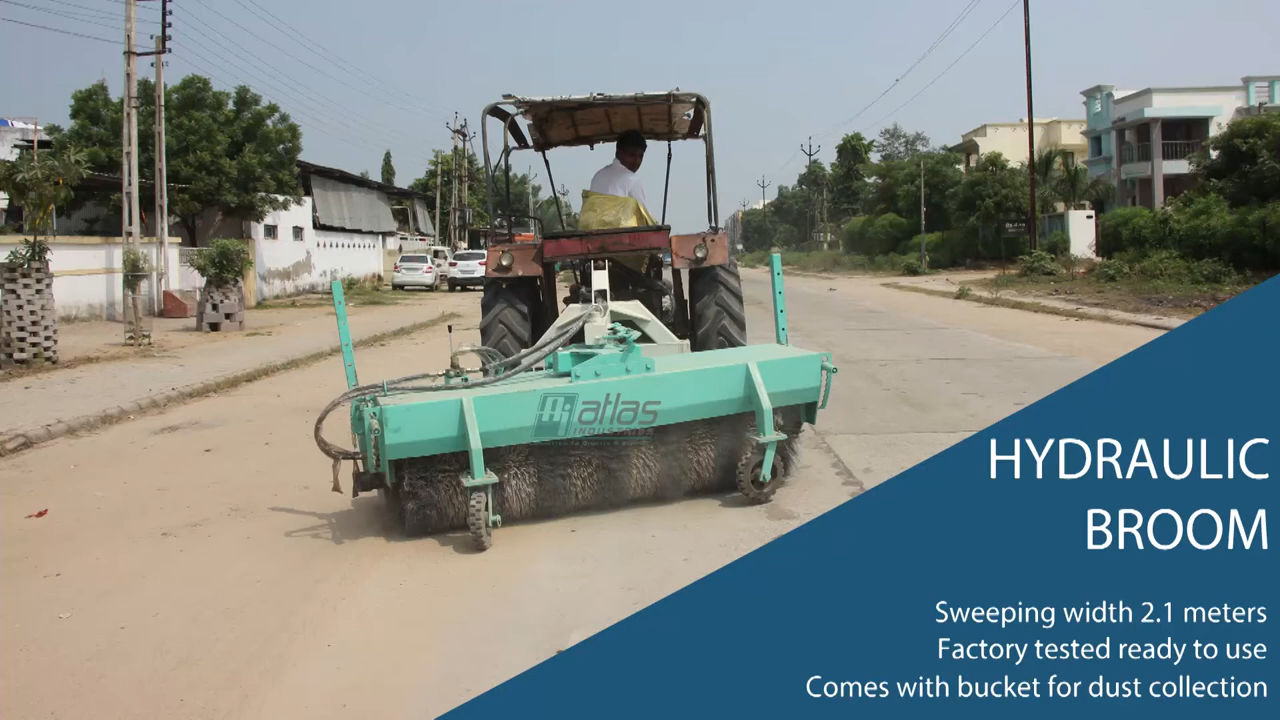 atlas
INDUSTRIES
HYDRAULIC
BROOM
Sweeping width 2.1 meters
Factory tested ready to use
Comes with bucket for dust collection